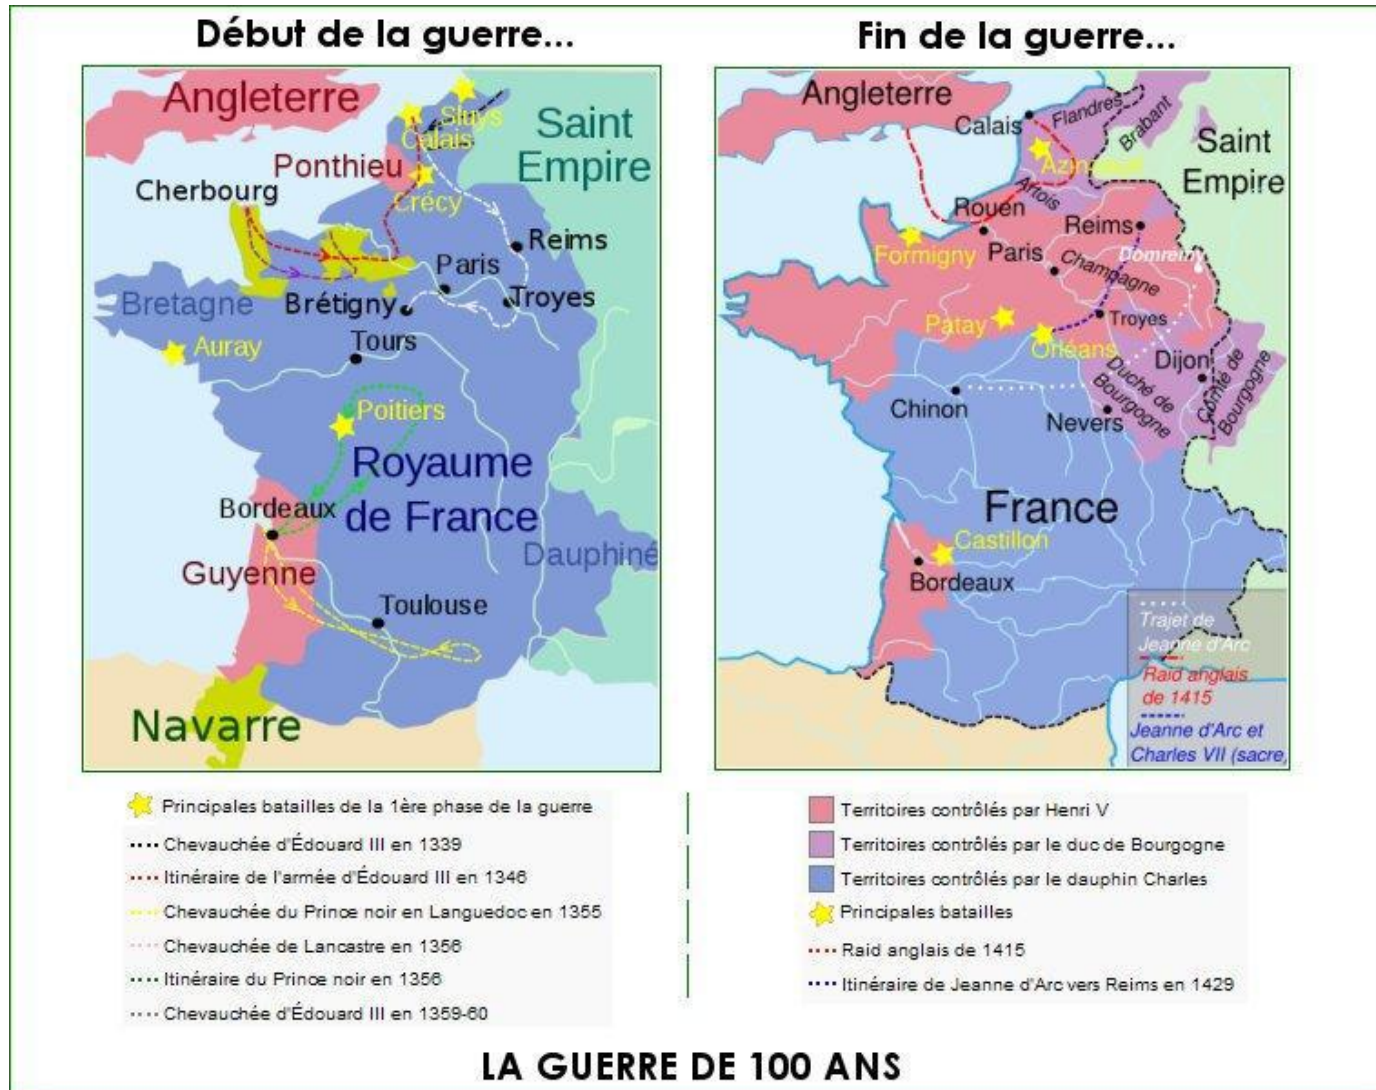 Début de la guerre...
Angleterre
Sluys
Calais
Saint
Empire
Ponthieu
Cherbourg
Crécy
Reims
Paris
Bretagne
Brétigny
Troyes
Auray
Tours
Poitiers
Royaume
de France
Bordeaux
Dauphiné
Guyenne
Toulouse
Navarre
Principales batailles de la 1ère phase de la guerre
Chevauchée d'Édouard III en 1339
Itinéraire de l'armée d'Édouard III en 1346
Chevauchée du Prince noir en Languedoc en 1355
Chevauchée de Lancastre en 1356
Itinéraire du Prince noir en 1356
Chevauchée d'Édouard III en 1359-60
Fin de la guerre...
Angleterre
Calais
Flandres
Brabant
Saint
Empire
Artois
Rouen
Reims
Formigny
Paris
Champagne
Domrémy
Patay
Orléans
Troyes
Dijon
Chinon
Nevers
Duché de
Bourgogne
Comté de
Bourgogne
France
Castillon
Bordeaux
Trajet de
Jeanne d'Arc
Raid anglais
de 1415
Jeanne d'Arc et
Charles VII (sacre,
Territoires contrôlés par Henri V
Territoires contrôlés par le duc de Bourgogne
Territoires contrôlés par le dauphin Charles
Principales batailles
Raid anglais de 1415
Itinéraire de Jeanne d'Arc vers Reims en 1429
LA GUERRE DE 100 ANS